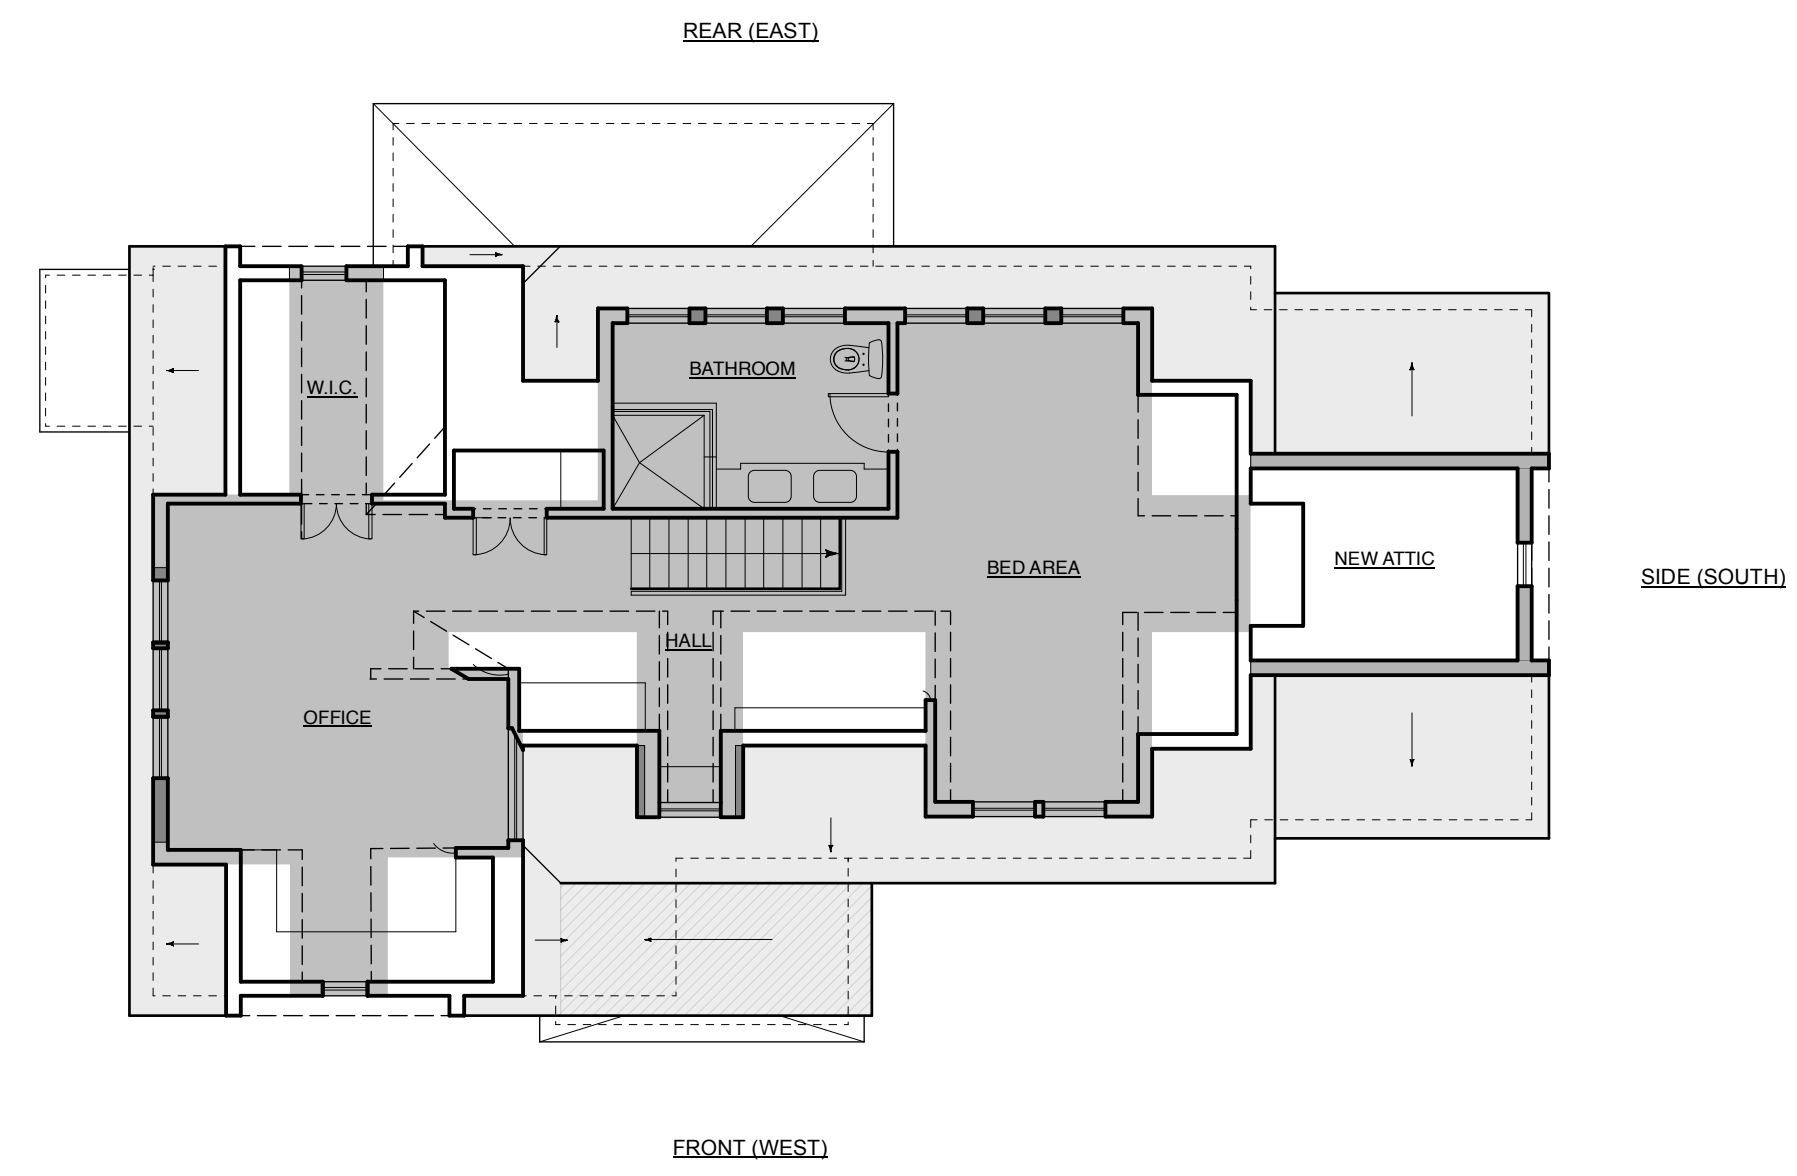 REAR (EAST)
BATHROOM
W.I.C.
NEW ATTIC
BED AREA
SIDE (SOUTH)
HALL
OFFICE
FRONT (WEST)